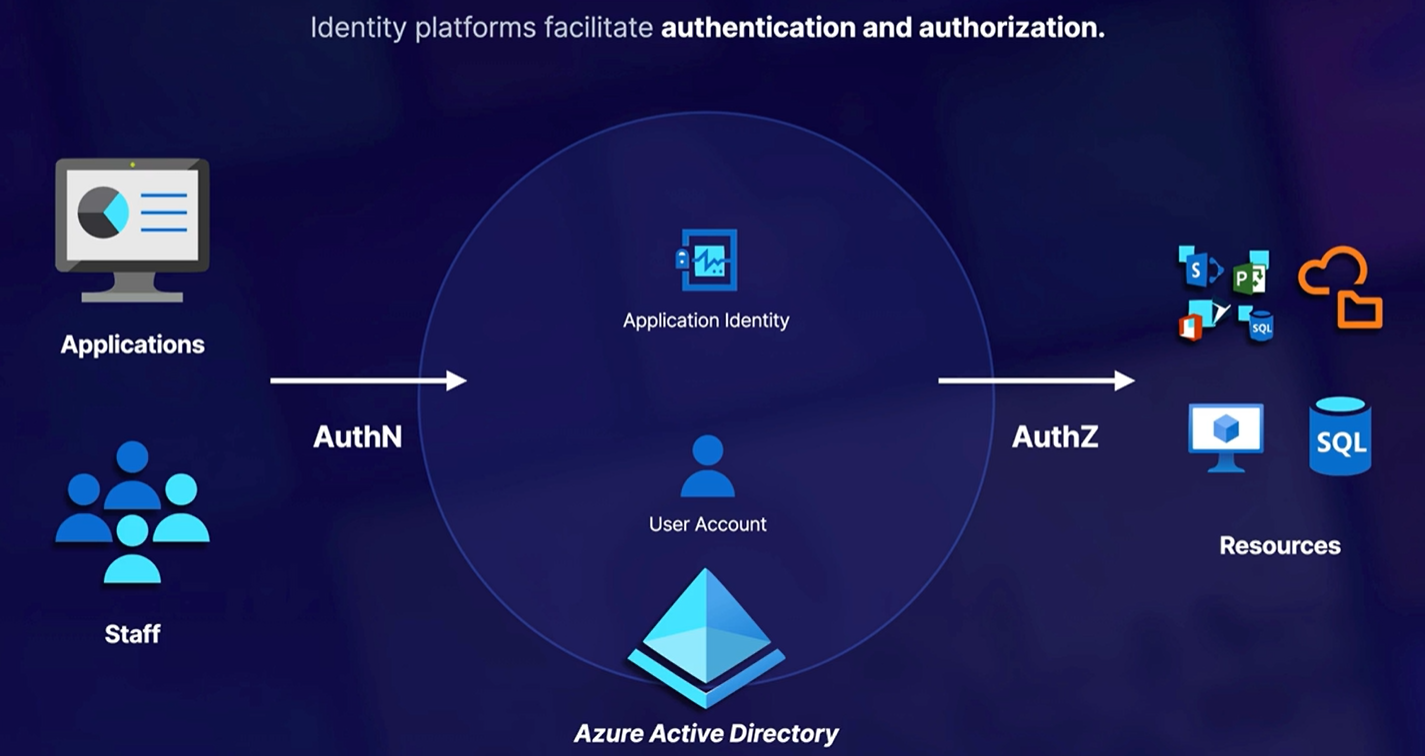 Identity platforms facilitate authentication and authorization.
Applications
AuthN
Staff
Application Identity
User Account
Azure Active Directory
AuthZ
S
P
SQL
SQL
Resources